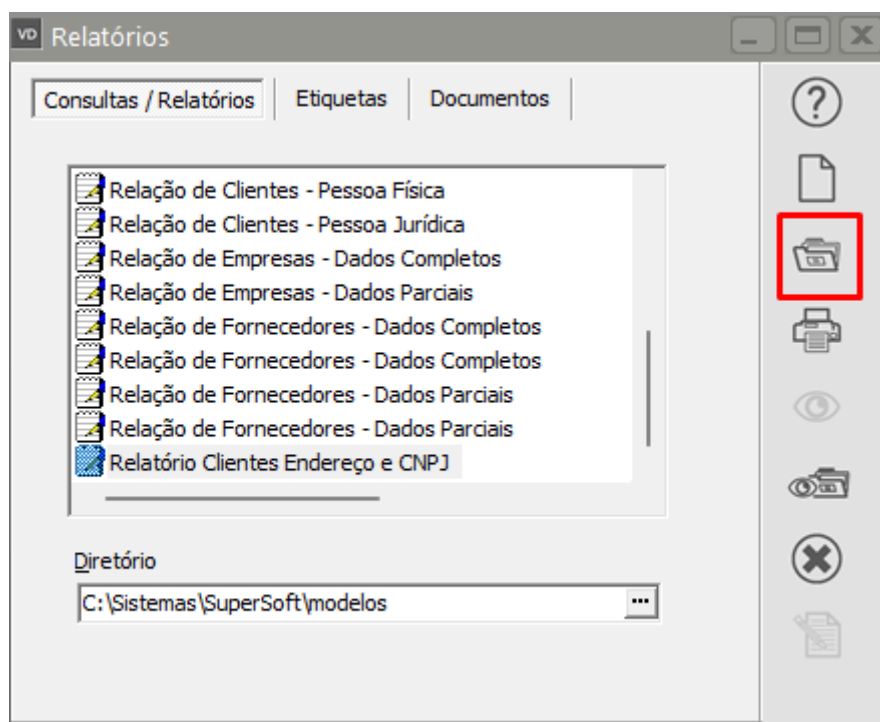 VD Relatórios
Consultas / Relatórios Etiquetas Documentos
Relação de Clientes - Pessoa Física
Relação de Clientes - Pessoa Jurídica
Relação de Empresas - Dados Completos
Relação de Empresas - Dados Parciais
Relação de Fornecedores - Dados Completos
Relação de Fornecedores - Dados Completos
Relação de Fornecedores - Dados Parciais
Relação de Fornecedores - Dados Parciais
Relatório Clientes Endereço e CNPJ
Diretório
C:\Sistemas\SuperSoft\modelos ...